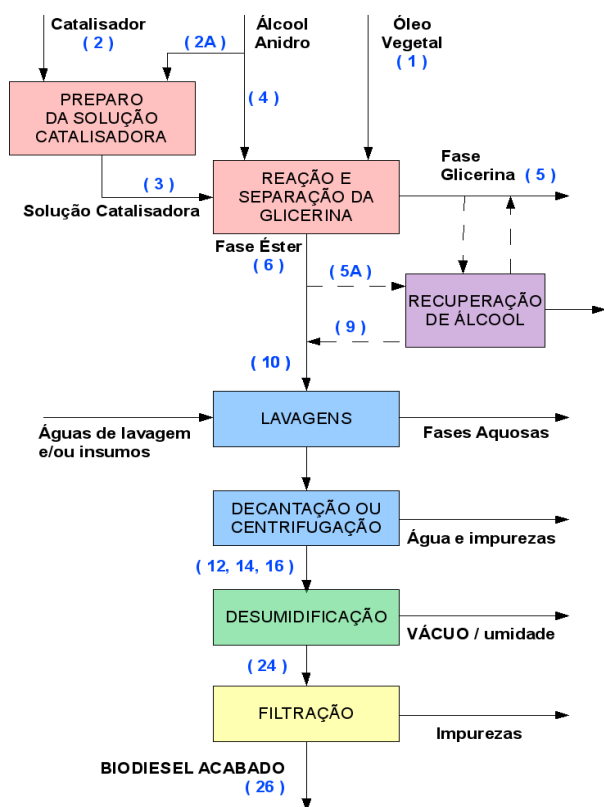 Catalisador
( 2 )
( 2A )
Álcool
Anidro
Óleo
Vegetal
( 1 )
( 4 )
PREPARO
DA SOLUÇÃO
CATALISADORA
( 3 )
Solução Catalisadora
REAÇÃO E
SEPARAÇÃO DA
GLICERINA
Fase
Glicerina ( 5 )
Fase Éster
( 6 )
( 5A )
RECUPERAÇÃO
DE ÁLCOOL
( 9 )
( 10 )
Águas de lavagem
e/ou insumos
LAVAGENS
Fases Aquosas
DECANTAÇÃO OU
CENTRIFUGAÇÃO
Água e impurezas
( 12, 14, 16 )
DESUMIDIFICAÇÃO
VÁCUO / umidade
( 24 )
FILTRAÇÃO
Impurezas
BIODIESEL ACABADO
( 26 )